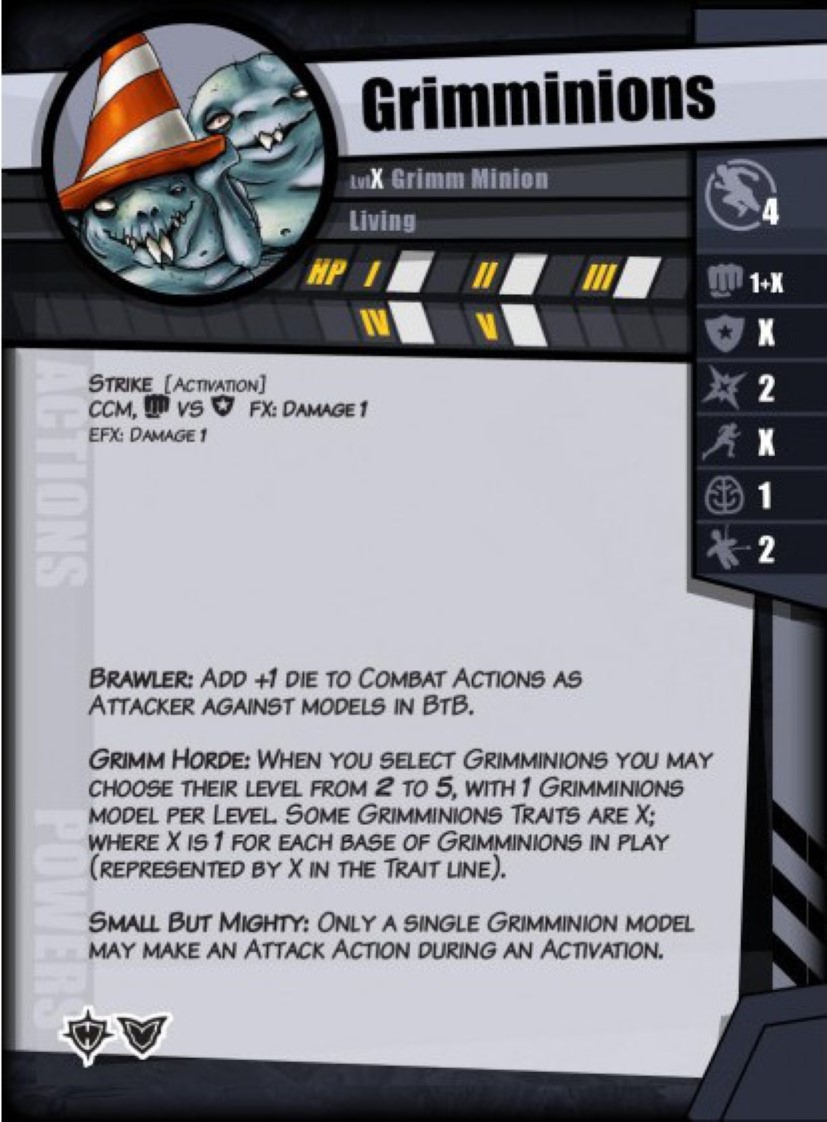 Grimminions
LvlX Grimm Minion
Living
4
HP I II III
IV V
1+X
X
2
X
1
2
ACTIONS
STRIKE [ACTIVATION]
CCM, VS FX: DAMAGE 1
EFX: DAMAGE 1
POWERS
BRAWLER: ADD +1 DIE TO COMBAT ACTIONS AS
ATTACKER AGAINST MODELS IN BTB.
GRIMM HORDE: WHEN YOU SELECT GRIMMINIONS YOU MAY
CHOOSE THEIR LEVEL FROM 2 TO 5, WITH 1 GRIMMINIONS
MODEL PER LEVEL. SOME GRIMMINIONS TRAITS ARE X;
WHERE X IS 1 FOR EACH BASE OF GRIMMINIONS IN PLAY
(REPRESENTED BY X IN THE TRAIT LINE).
SMALL BUT MIGHTY: ONLY A SINGLE GRIMMINION MODEL
MAY MAKE AN ATTACK ACTION DURING AN ACTIVATION.